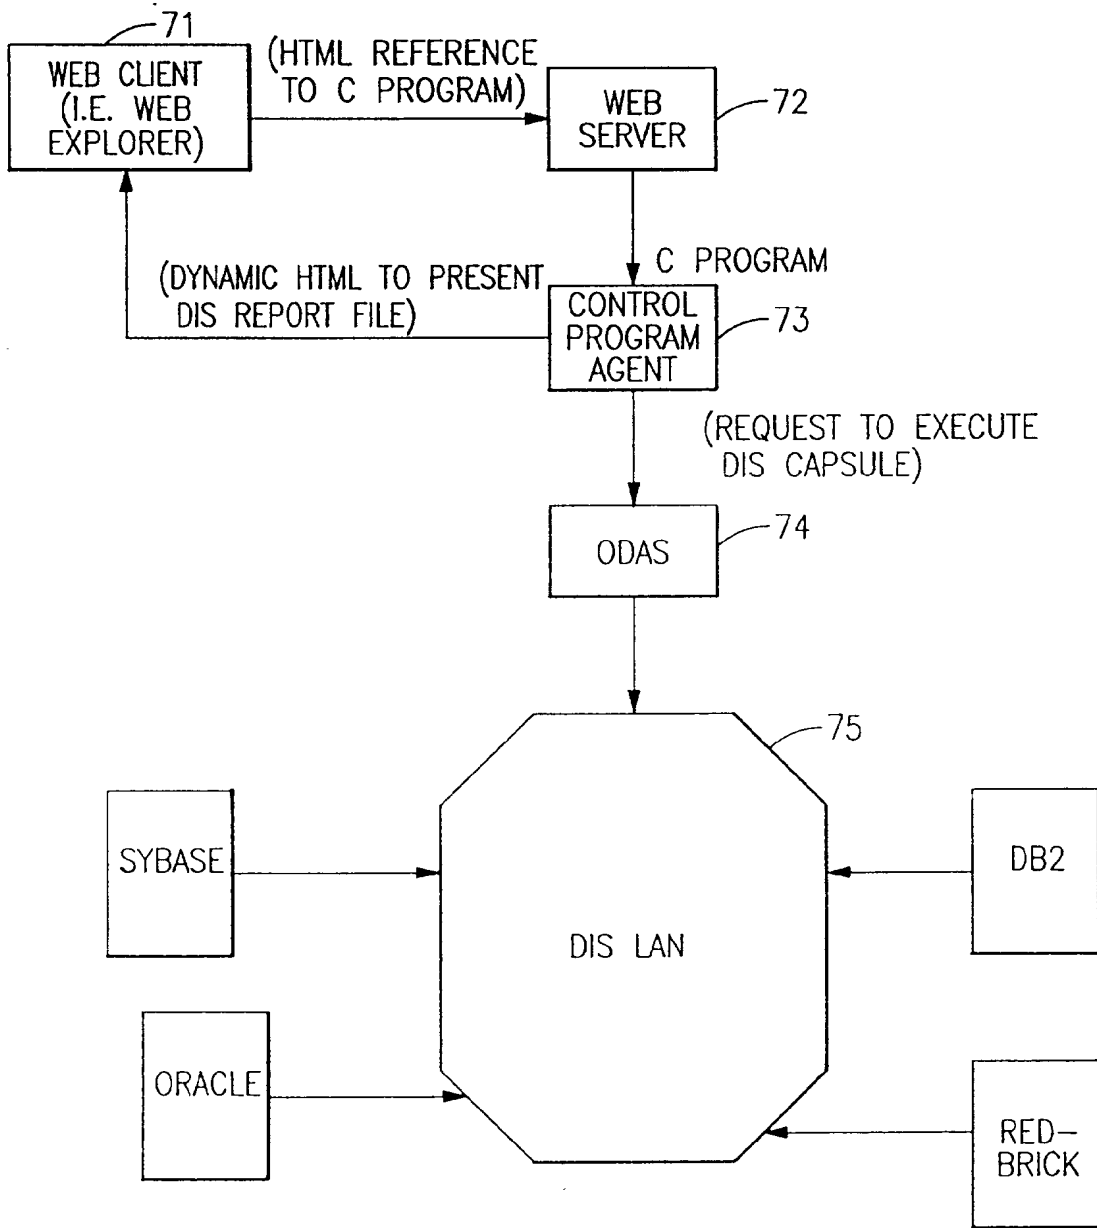 71
WEB CLIENT
(I.E. WEB
EXPLORER)
(HTML REFERENCE
TO C PROGRAM)
WEB
SERVER
72
(DYNAMIC HTML TO PRESENT
DIS REPORT FILE)
C PROGRAM
CONTROL
PROGRAM
AGENT
73
(REQUEST TO EXECUTE
DIS CAPSULE)
ODAS
74
75
SYBASE
DB2
DIS LAN
ORACLE
RED-
BRICK